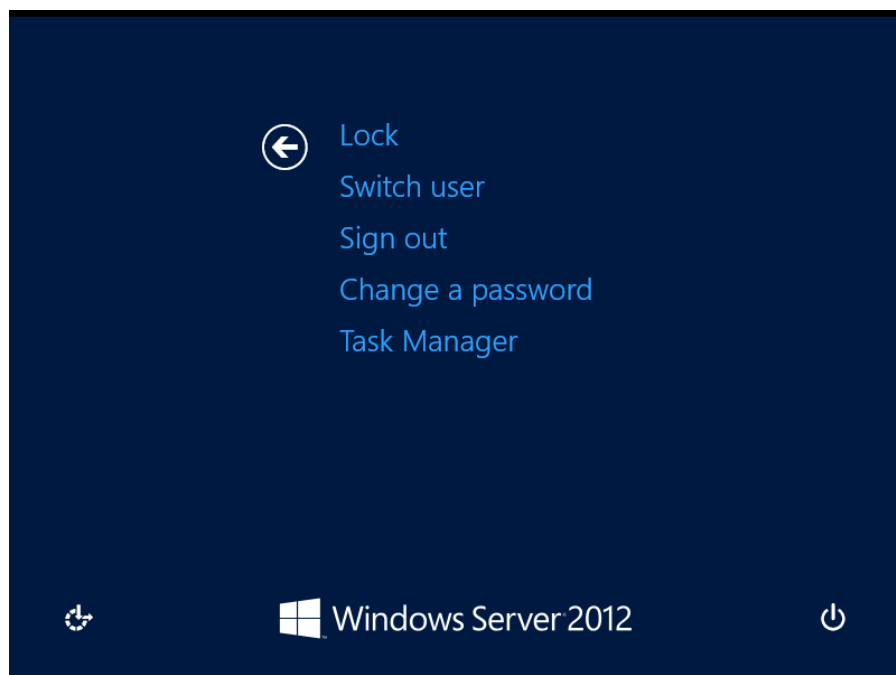 Lock
Switch user
Sign out
Change a password
Task Manager
Windows Server 2012